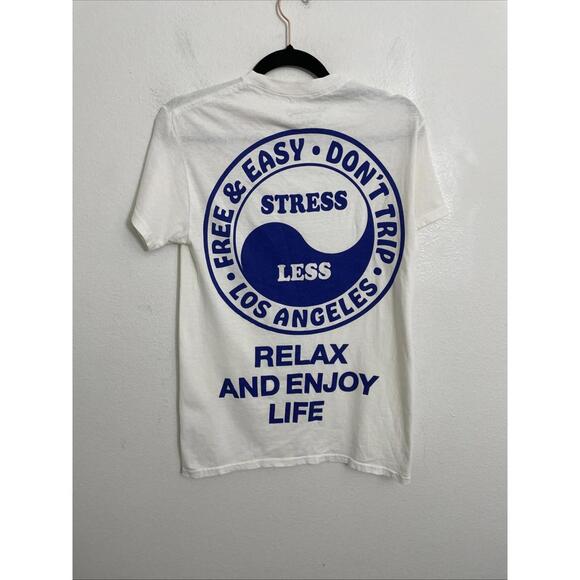 FREE & EASY • DON'T TRIP •
LOS ANGELES •
STRESS
LESS
RELAX
AND ENJOY
LIFE